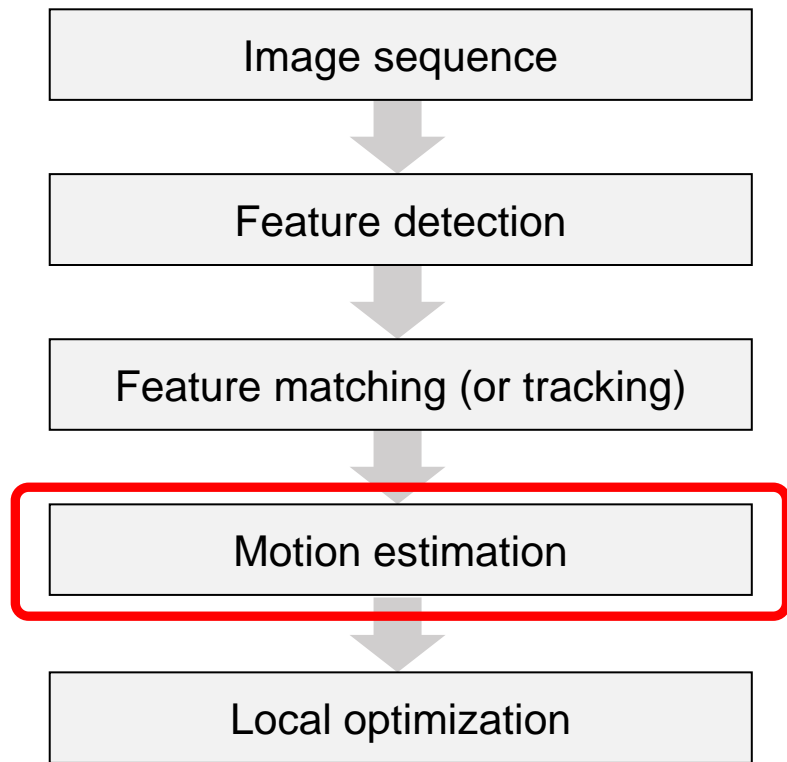 Image sequence
Feature detection
Feature matching (or tracking)
Motion estimation
Local optimization